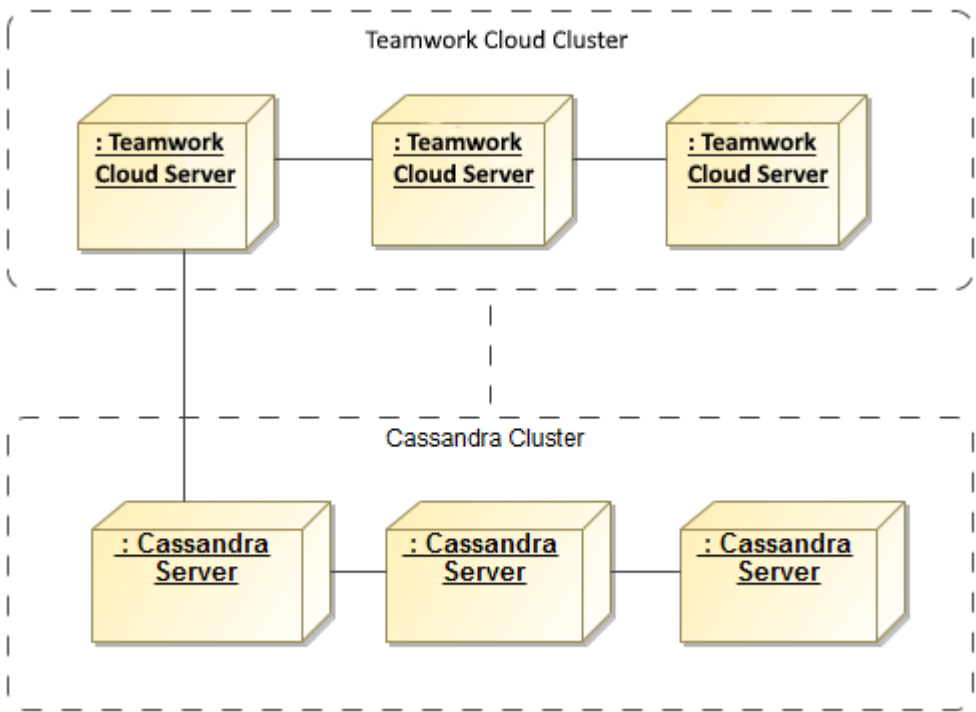 Teamwork Cloud Cluster
: Teamwork
Cloud Server
: Teamwork
Cloud Server
: Teamwork
Cloud Server
Cassandra Cluster
: Cassandra
Server
: Cassandra
Server
: Cassandra
Server